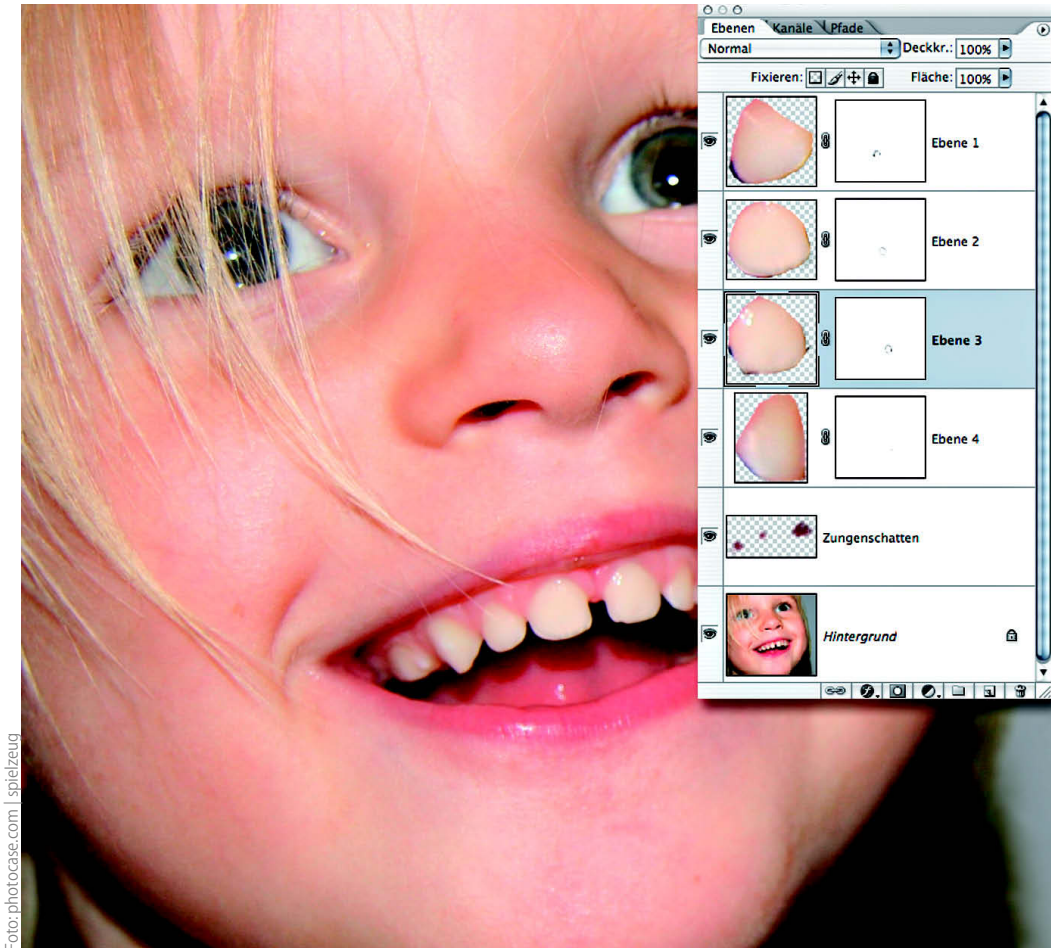 Ebenen Kanäle Pfade
Normal Deckkr.: 100%
Fixieren: Fläche: 100%
Ebene 1
Ebene 2
Ebene 3
Ebene 4
Zungenschatten
Hintergrund
Foto: photocase.com | spielzeug